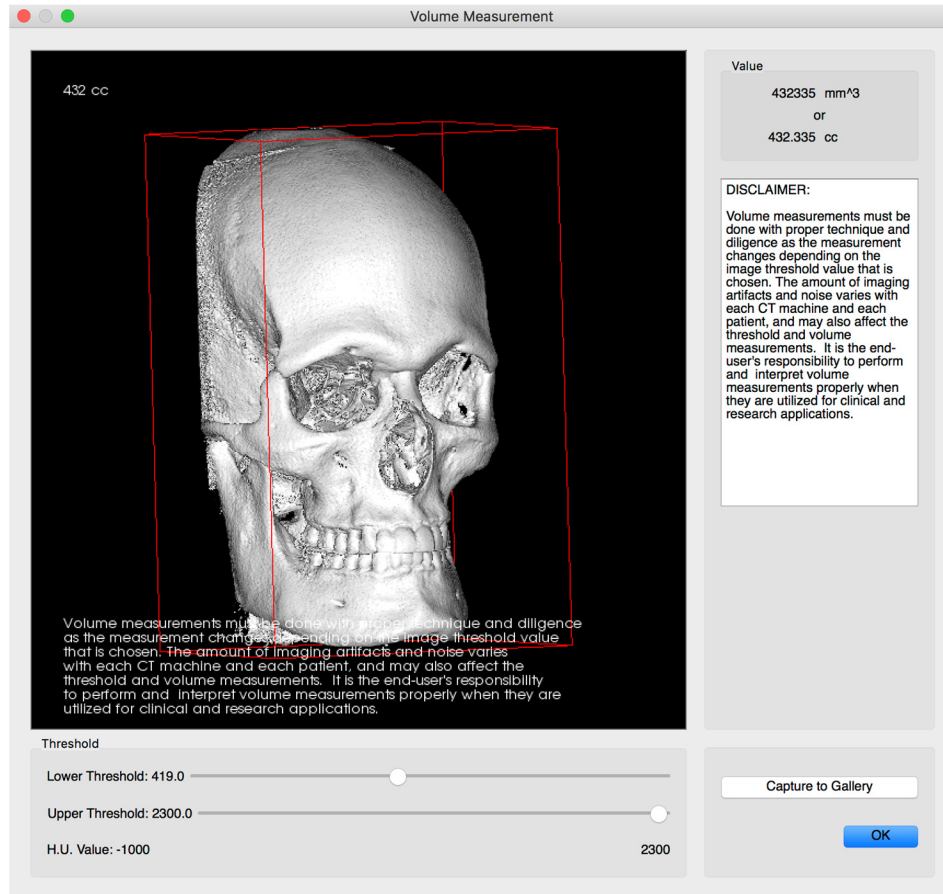 Volume Measurement
432 cc
Volume measurements must be done with proper technique and diligence
as the measurement changes depending on the image threshold value
that is chosen. The amount of imaging artifacts and noise varies
with each CT machine and each patient, and may also affect the
threshold and volume measurements.  It is the end-user's responsibility
to perform and  interpret volume measurements properly when they are
utilized for clinical and research applications.
Value
432335 mm^3
or
432.335 cc
DISCLAIMER:
Volume measurements must be
done with proper technique and
diligence as the measurement
changes depending on the
image threshold value that is
chosen. The amount of imaging
artifacts and noise varies with
each CT machine and each
patient, and may also affect the
threshold and volume
measurements.  It is the end-
user's responsibility to perform
and  interpret volume
measurements properly when
they are utilized for clinical and
research applications.
Threshold
Lower Threshold: 419.0
Upper Threshold: 2300.0
H.U. Value: -1000 2300
Capture to Gallery
OK